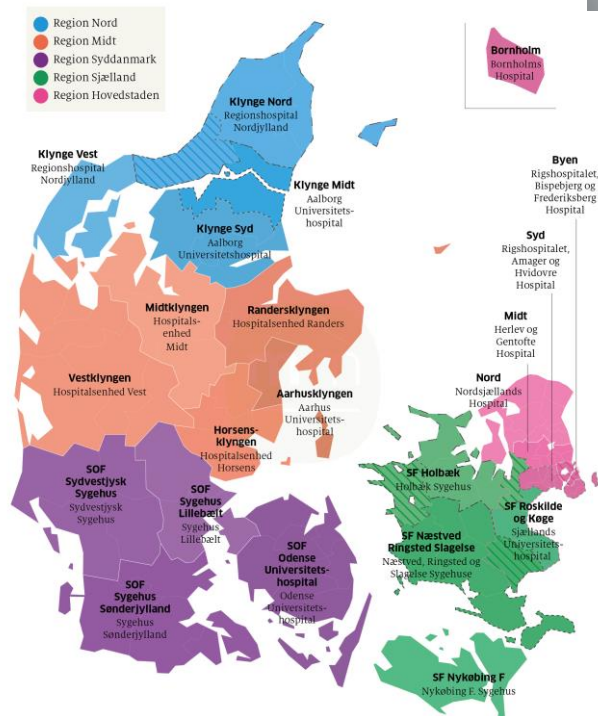 Region Nord
Region Midt
Region Syddanmark
Region Sjælland
Region Hovedstaden
Bornholm
Bornholms
Hospital
Klynge Nord
Regionshospital
Nordjylland
Klynge Vest
Regionshospital
Nordjylland
Klynge Midt
Aalborg
Universitets-
hospital
Klynge Syd
Aalborg
Universitetshospital
Byen
Rigshospitalet,
Bispebjerg og
Frederiksberg
Hospital
Syd
Rigshospitalet,
Amager og
Hvidovre
Hospital
Midt
Herlev og
Gentofte
Hospital
Nord
Nordsjællands
Hospital
Midtklyngen
Hospitals-
enhed
Midt
Randersklyngen
Hospitalsenhed Randers
Vestklyngen
Hospitalsenhed Vest
Aarhusklyngen
Aarhus
Universitets-
hospital
Horsens-
klyngen
Hospitalsenhed
Horsens
SOF
Sydvestjysk
Sygehus
Sydvestjysk
Sygehus
SOF
Sygehus
Lillebælt
Sygehus
Lillebælt
SOF
Odense
Universitets-
hospital
Odense
Universitets-
hospital
SOF
Sygehus
Sønderjylland
Sygehus
Sønderjylland
SF Holbæk
Holbæk Sygehus
SF Roskilde
og Køge
Sjællands
Universitets-
hospital
SF Næstved
Ringsted Slagelse
Næstved, Ringsted og
Slagelse Sygehuse
SF Nykøbing F
Nykøbing F. Sygehus